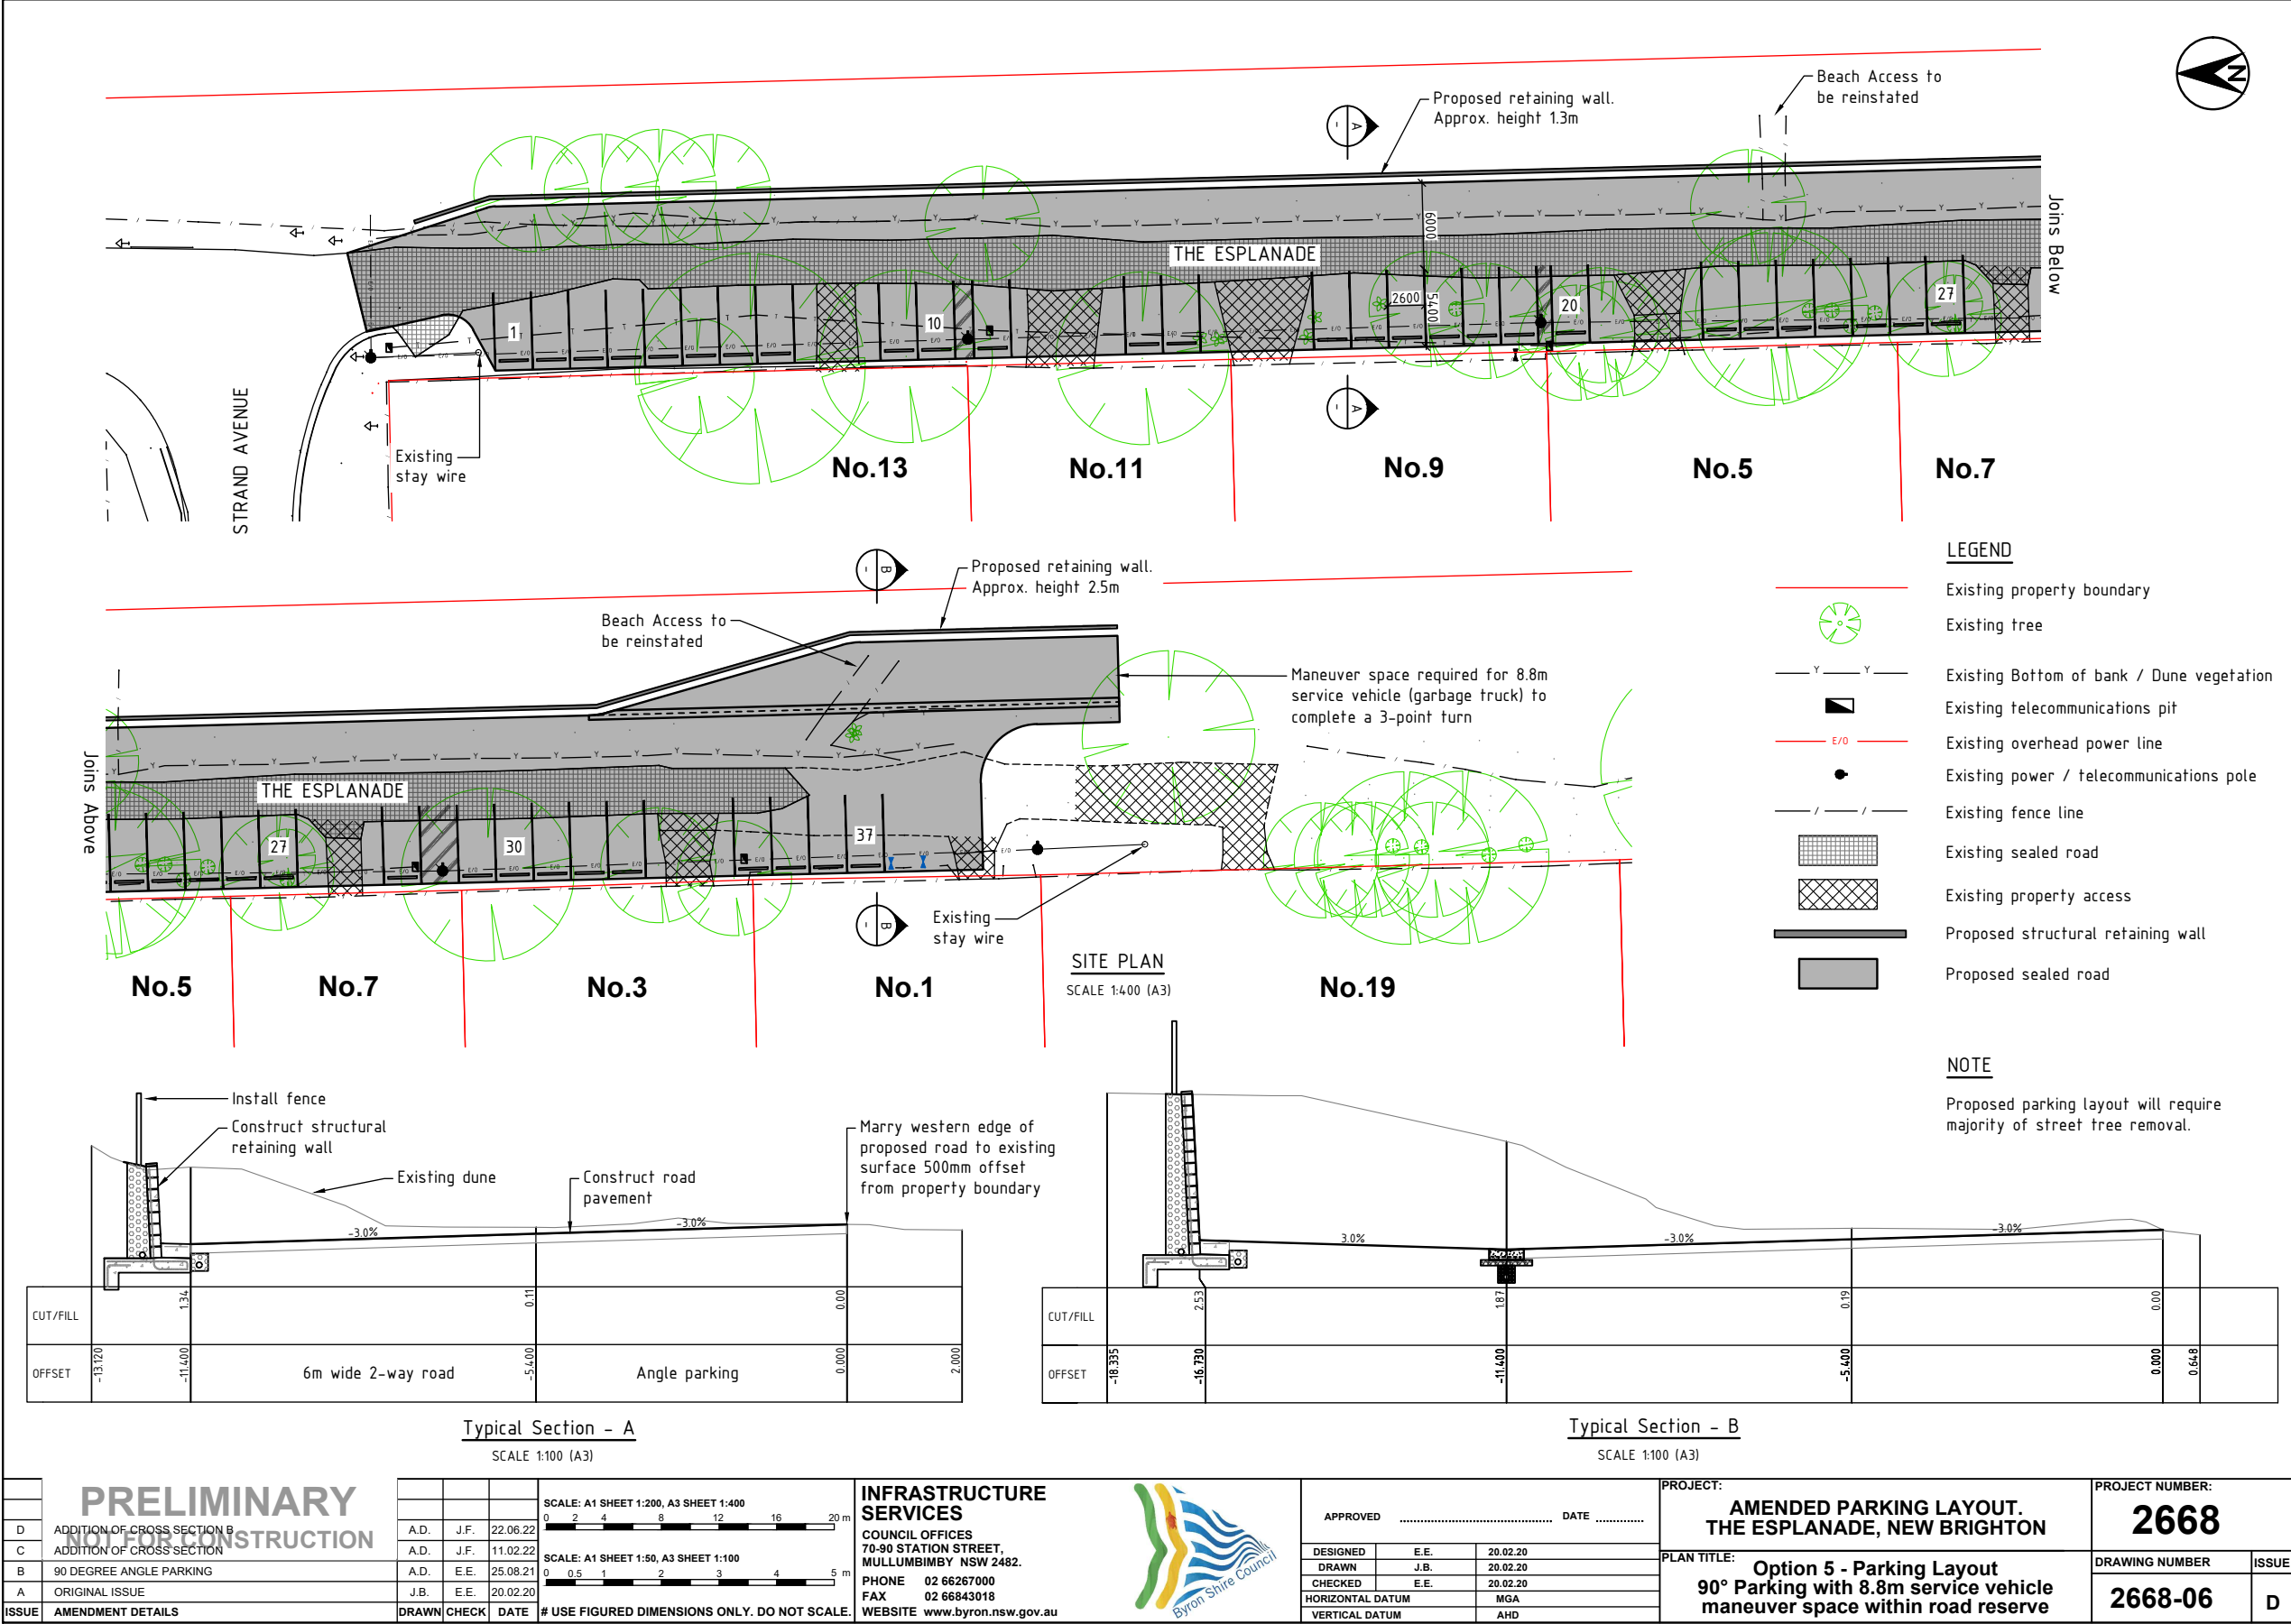 N
Beach Access to
be reinstated
Proposed retaining wall.
Approx. height 1.3m
A
-
Joins Below
6000
THE ESPLANADE
2600
5400
1
10
20
27
A
-
STRAND AVENUE
Existing
stay wire
No.13
No.11
No.9
No.5
No.7
B
-
Proposed retaining wall.
Approx. height 2.5m
Beach Access to
be reinstated
Maneuver space required for 8.8m
service vehicle (garbage truck) to
complete a 3-point turn
Joins Above
THE ESPLANADE
27
30
37
B
-
Existing
stay wire
No.5
No.7
No.3
No.1
No.19
SITE PLAN
SCALE 1:400 (A3)
LEGEND
Existing property boundary
Existing tree
Y Y
Existing Bottom of bank / Dune vegetation
Existing telecommunications pit
E/O
Existing overhead power line
Existing power / telecommunications pole
Existing fence line
Existing sealed road
Existing property access
Proposed structural retaining wall
Proposed sealed road
NOTE
Proposed parking layout will require
majority of street tree removal.
Install fence
Construct structural
retaining wall
Existing dune
Construct road
pavement
Marry western edge of
proposed road to existing
surface 500mm offset
from property boundary
-3.0%
-3.0%
CUT/FILL
1.34
0.11
0.00
OFFSET
-13.120
-11.400
6m wide 2-way road
-5.400
Angle parking
0.000
2.000
Typical Section - A
SCALE 1:100 (A3)
3.0%
-3.0%
-3.0%
CUT/FILL
2.53
1.87
0.19
0.00
OFFSET
-18.335
-16.730
-11.400
-5.400
0.000
0.648
Typical Section - B
SCALE 1:100 (A3)
PRELIMINARY
NOT FOR CONSTRUCTION
D ADDITION OF CROSS SECTION B A.D. J.F. 22.06.22
C ADDITION OF CROSS SECTION A.D. J.F. 11.02.22
B 90 DEGREE ANGLE PARKING A.D. E.E. 25.08.21
A ORIGINAL ISSUE J.B. E.E. 20.02.20
ISSUE AMENDMENT DETAILS DRAWN CHECK DATE
SCALE: A1 SHEET 1:200, A3 SHEET 1:400
0 2 4 8 12 16 20 m
SCALE: A1 SHEET 1:50, A3 SHEET 1:100
0 0.5 1 2 3 4 5 m
# USE FIGURED DIMENSIONS ONLY. DO NOT SCALE.
INFRASTRUCTURE
SERVICES
COUNCIL OFFICES
70-90 STATION STREET,
MULLUMBIMBY NSW 2482.
PHONE 02 66267000
FAX 02 66843018
WEBSITE www.byron.nsw.gov.au
Byron Shire Council
APPROVED DATE
DESIGNED E.E. 20.02.20
DRAWN J.B. 20.02.20
CHECKED E.E. 20.02.20
HORIZONTAL DATUM MGA
VERTICAL DATUM AHD
PROJECT:
AMENDED PARKING LAYOUT.
THE ESPLANADE, NEW BRIGHTON
PLAN TITLE:
Option 5 - Parking Layout
90° Parking with 8.8m service vehicle
maneuver space within road reserve
PROJECT NUMBER:
2668
DRAWING NUMBER
2668-06
ISSUE
D